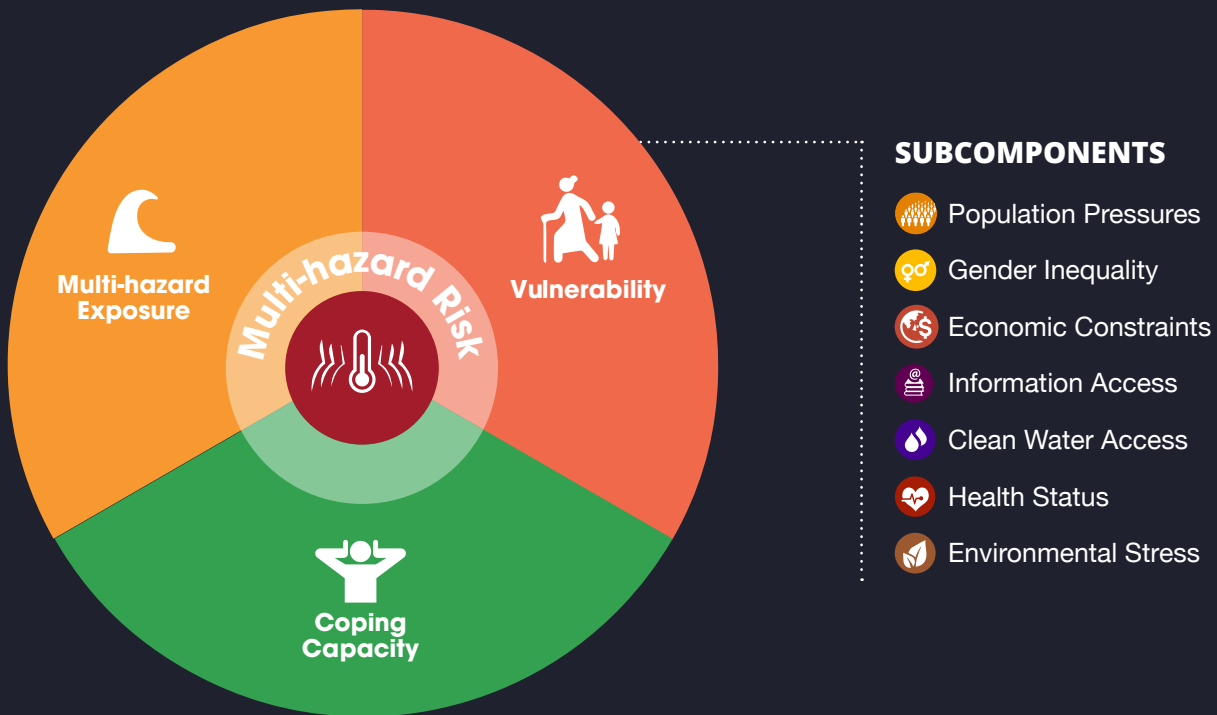 Multi-hazard
Exposure
Multi-hazard Risk
Vulnerability
Coping
Capacity
SUBCOMPONENTS
Population Pressures
Gender Inequality
$
Economic Constraints
@
Information Access
Clean Water Access
Health Status
Environmental Stress